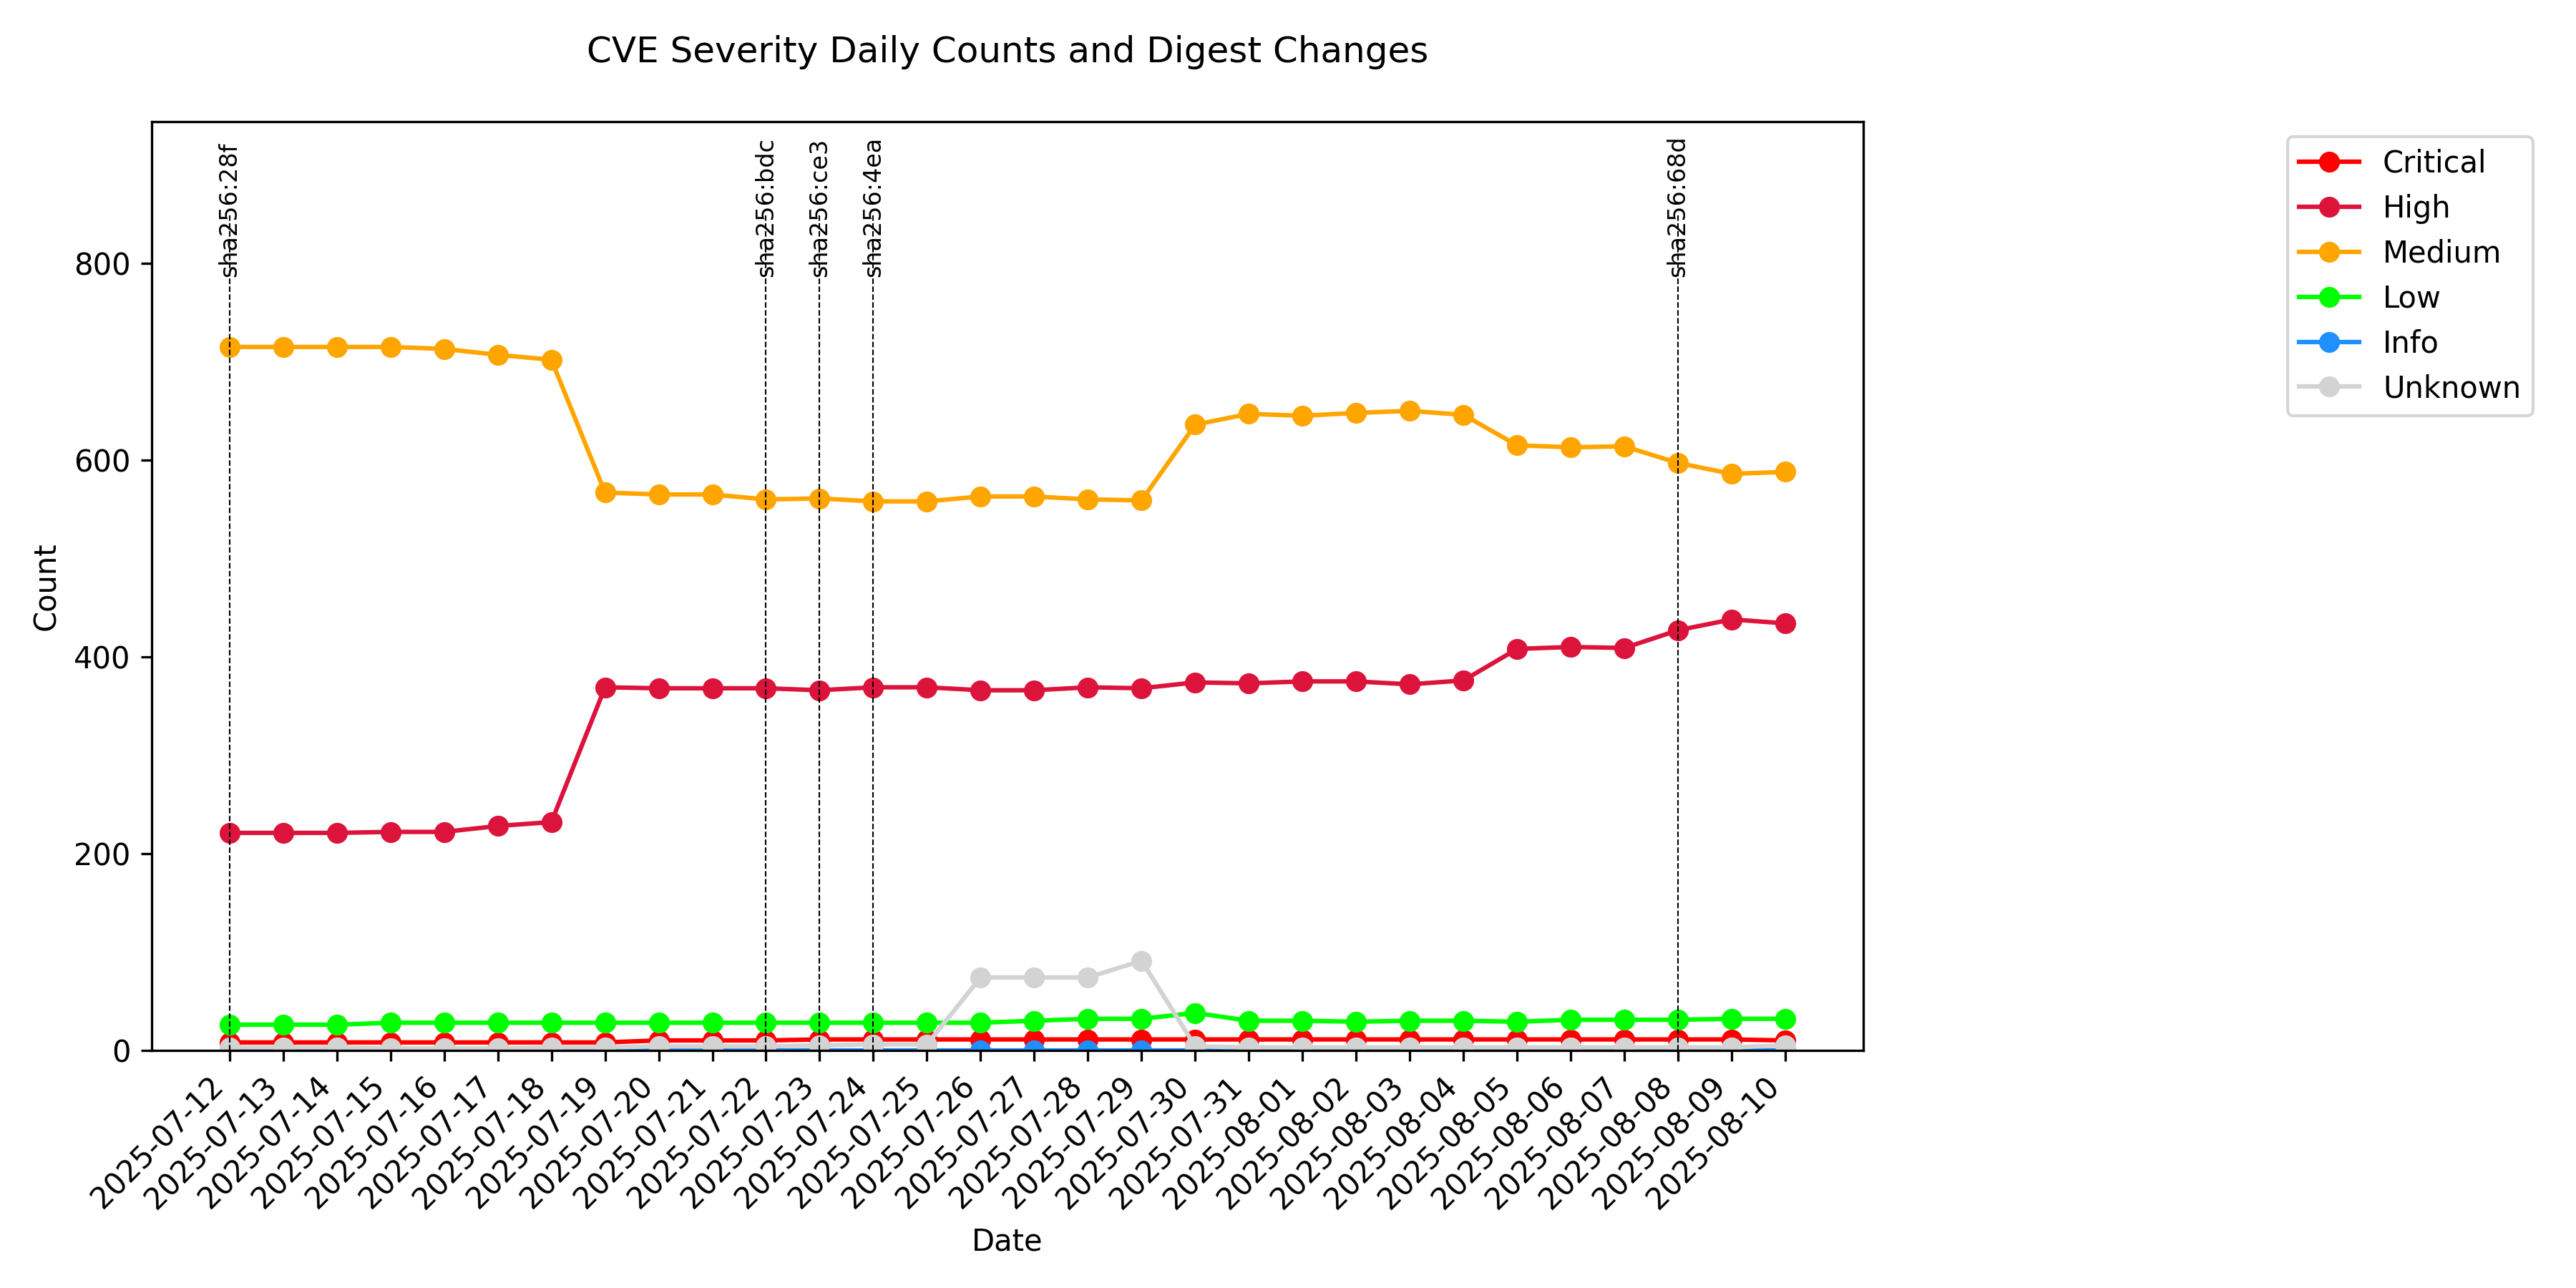 CVE Severity Daily Counts and Digest Changes
sha256:28f
sha256:bdc
sha256:ce3
sha256:4ea
sha256:68d
Critical
High
Medium
Low
Info
Unknown
800
600
400
200
0
Count
2025-07-12
2025-07-13
2025-07-14
2025-07-15
2025-07-16
2025-07-17
2025-07-18
2025-07-19
2025-07-20
2025-07-21
2025-07-22
2025-07-23
2025-07-24
2025-07-25
2025-07-26
2025-07-27
2025-07-28
2025-07-29
2025-07-30
2025-07-31
2025-08-01
2025-08-02
2025-08-03
2025-08-04
2025-08-05
2025-08-06
2025-08-07
2025-08-08
2025-08-09
2025-08-10
Date